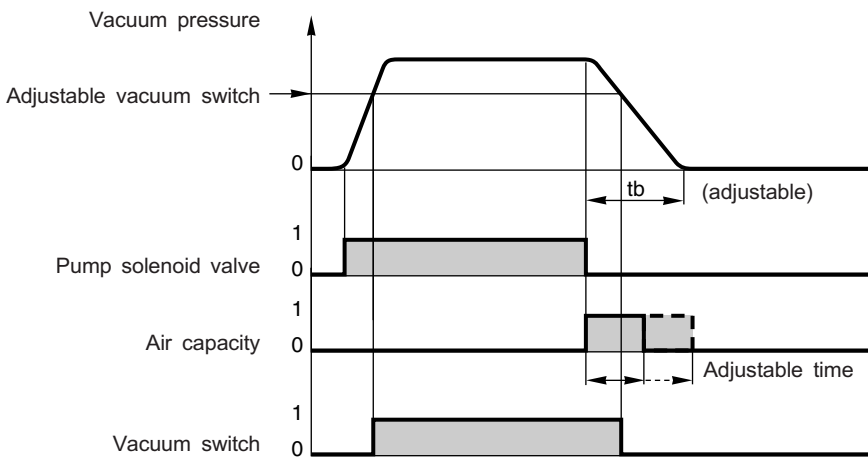 Vacuum pressure
Adjustable vacuum switch
0
tb (adjustable)
1
Pump solenoid valve 0
1
Air capacity 0
Adjustable time
1
Vacuum switch 0